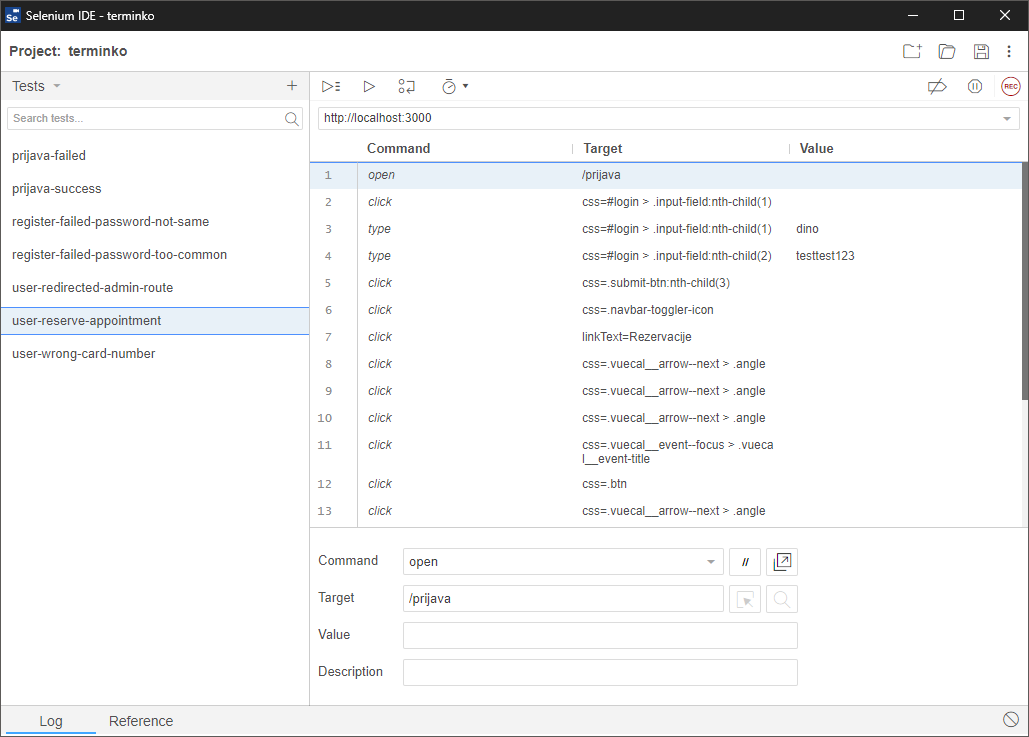 Se Selenium IDE - terminko
Project: terminko
Tests
Search tests...
prijava-failed
prijava-success
register-failed-password-not-same
register-failed-password-too-common
user-redirected-admin-route
user-reserve-appointment
user-wrong-card-number
REC
http://localhost:3000
Command Target Value
1 open /prijava
2 click css=#login > .input-field:nth-child(1)
3 type css=#login > .input-field:nth-child(1) dino
4 type css=#login > .input-field:nth-child(2) testtest123
5 click css=.submit-btn:nth-child(3)
6 click css=.navbar-toggler-icon
7 click linkText=Rezervacije
8 click css=.vuecal__arrow--next > .angle
9 click css=.vuecal__arrow--next > .angle
10 click css=.vuecal__arrow--next > .angle
11 click css=.vuecal__event--focus > .vueca
l__event-title
12 click css=.btn
13 click css=.vuecal__arrow--next > .angle
Command open //
Target /prijava
Value
Description
Log Reference